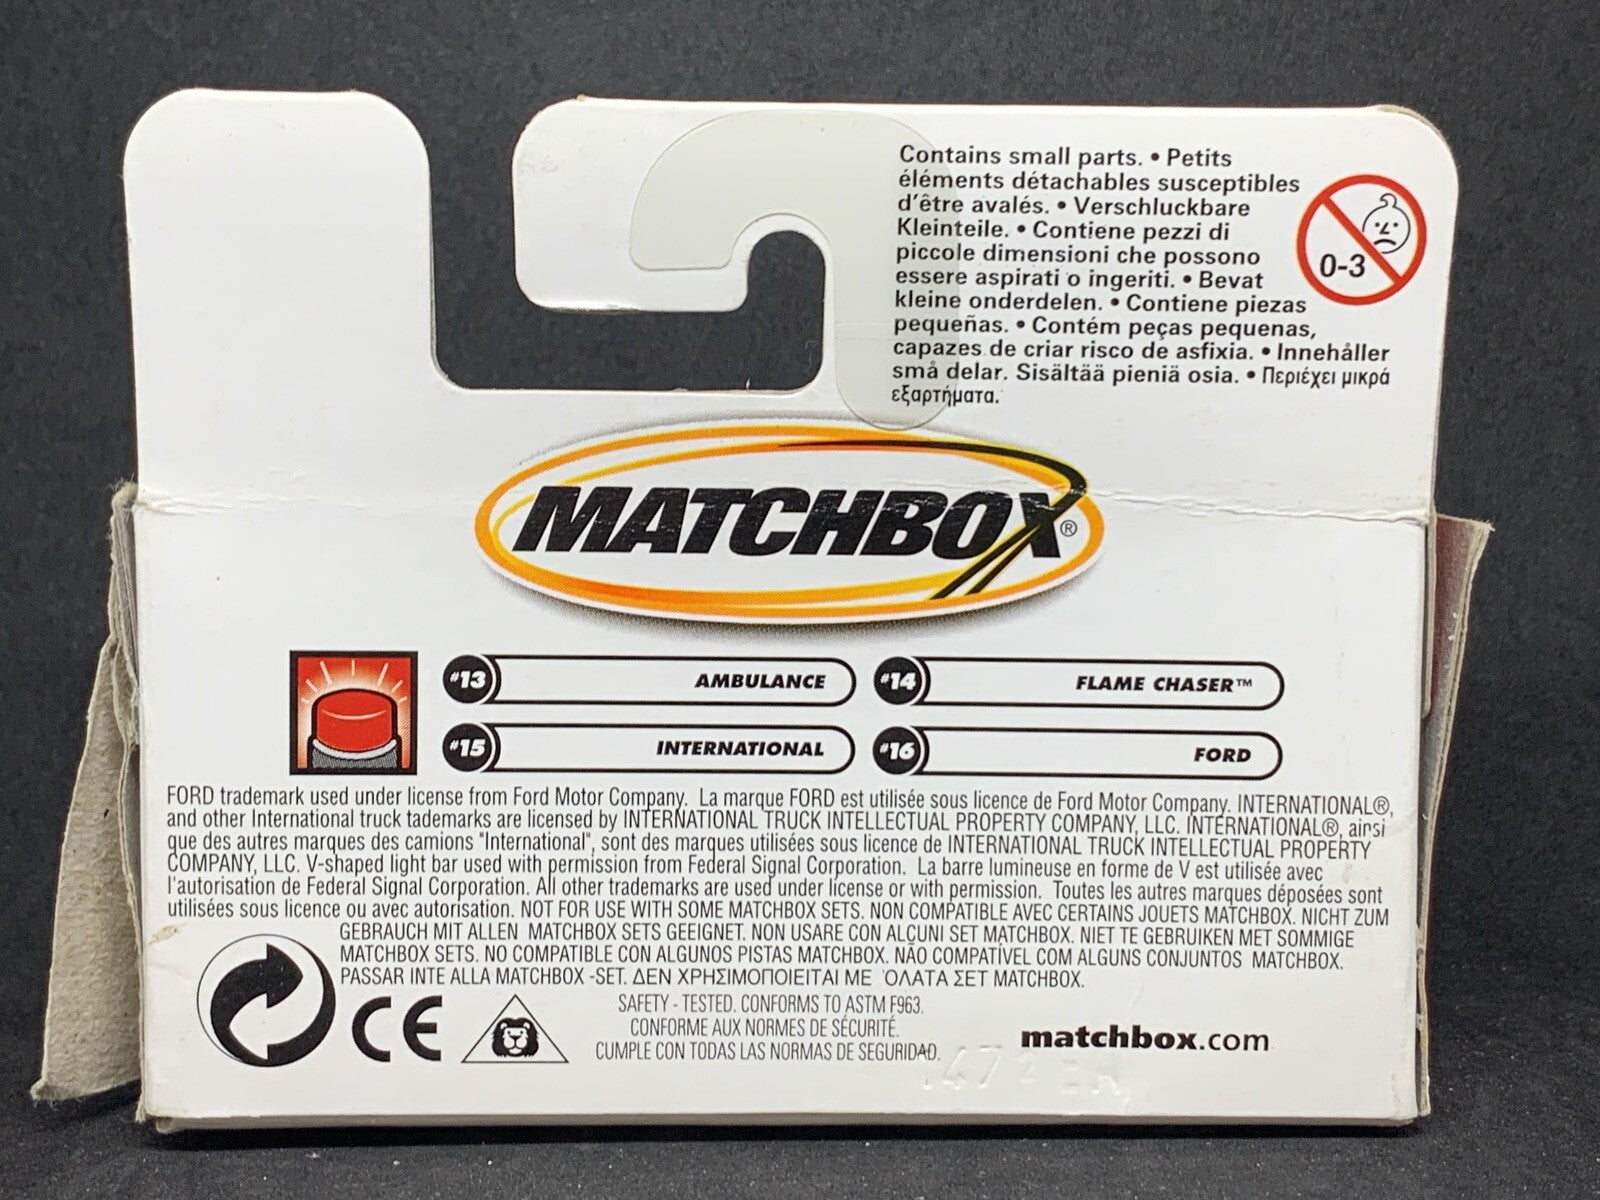 Contains small parts. • Petits
éléments détachables susceptibles
d'être avalés. • Verschluckbare
Kleinteile. • Contiene pezzi di
piccole dimensioni che possono
essere aspirati o ingeriti. • Bevat
kleine onderdelen. • Contiene piezas
pequeñas. • Contém peças pequenas,
capazes de criar risco de asfixia. • Innehåller
små delar. Sisältää pieniä osia. • Περιέχει μικρά
εξαρτήματα.
0-3
MATCHBOX®
#13 AMBULANCE
#14 FLAME CHASER™
#15 INTERNATIONAL
#16 FORD
FORD trademark used under license from Ford Motor Company. La marque FORD est utilisée sous licence de Ford Motor Company. INTERNATIONAL®,
and other International truck tademarks are licensed by INTERNATIONAL TRUCK INTELLECTUAL PROPERTY COMPANY, LLC. INTERNATIONAL®, ainsi
que des autres marques des camions "International", sont des marques utilisées sous licence de INTERNATIONAL TRUCK INTELLECTUAL PROPERTY
COMPANY, LLC. V-shaped light bar used with permission from Federal Signal Corporation. La barre lumineuse en forme de V est utilisée avec
l'autorisation de Federal Signal Corporation. All other trademarks are used under license or with permission. Toutes les autres marques déposées sont
utilisées sous licence ou avec autorisation. NOT FOR USE WITH SOME MATCHBOX SETS. NON COMPATIBLE AVEC CERTAINS JOUETS MATCHBOX. NICHT ZUM
GEBRAUCH MIT ALLEN MATCHBOX SETS GEEIGNET. NON USARE CON ALCUNI SET MATCHBOX. NIET TE GEBRUIKEN MET SOMMIGE
MATCHBOX SETS. NO COMPATIBLE CON ALGUNOS PISTAS MATCHBOX. NÃO COMPATÍVEL COM ALGUNS CONJUNTOS MATCHBOX.
PASSAR INTE ALLA MATCHBOX -SET. ΔΕΝ ΧΡΗΣΙΜΟΠΟΙΕΙΤΑΙ ΜΕ ΌΛΑΤΑ ΣΕΤ MATCHBOX.
CE
SAFETY - TESTED. CONFORMS TO ASTM F963.
CONFORME AUX NORMES DE SÉCURITÉ.
CUMPLE CON TODAS LAS NORMAS DE SEGURIDAD.
matchbox.com